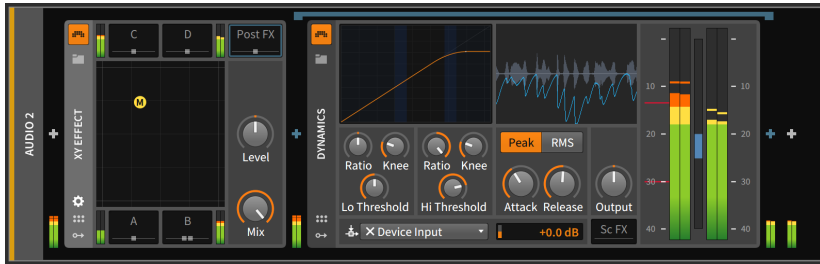 AUDIO 2
XY EFFECT
C
D
Post FX
M
Level
A
B
Mix
DYNAMICS
Ratio
Knee
Ratio
Knee
Lo Threshold
Hi Threshold
Peak
RMS
Attack
Release
Output
Device Input
+0.0 dB
Sc FX
10
10
20
20
30
30
40
40